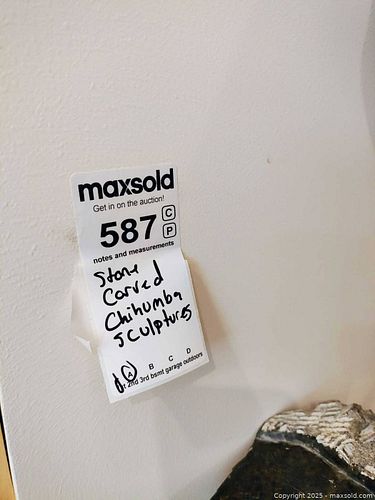 maxsold
Get in on the auction!
587 C
P
notes and measurements
Stone
Carved
Chihumba
Sculptures
A B C D
2nd 3rd bsmt garage outdoors
Copyright 2025 - maxsold.com